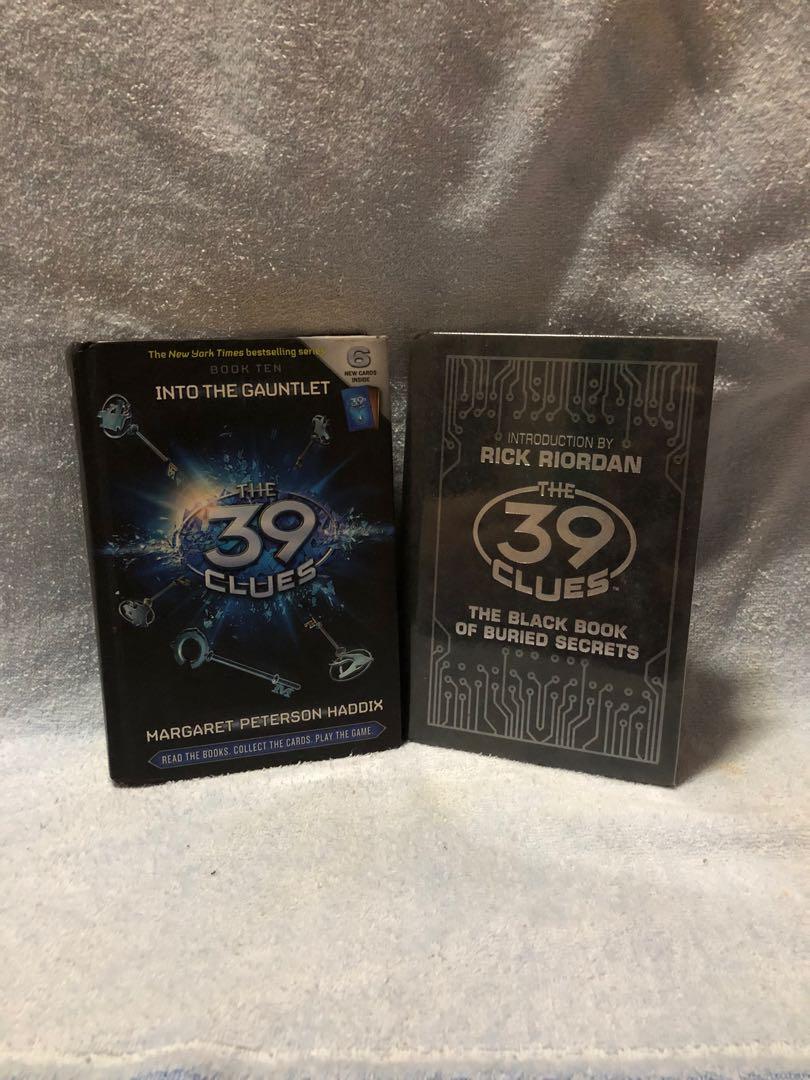 The New York Times bestselling series
BOOK TEN
INTO THE GAUNTLET
6
NEW CARDS
INSIDE
39
THE
39
CLUES
M
MARGARET PETERSON HADDIX
READ THE BOOKS. COLLECT THE CARDS. PLAY THE GAME.
INTRODUCTION BY
RICK RIORDAN
THE
39
CLUES™
THE BLACK BOOK
OF BURIED SECRETS